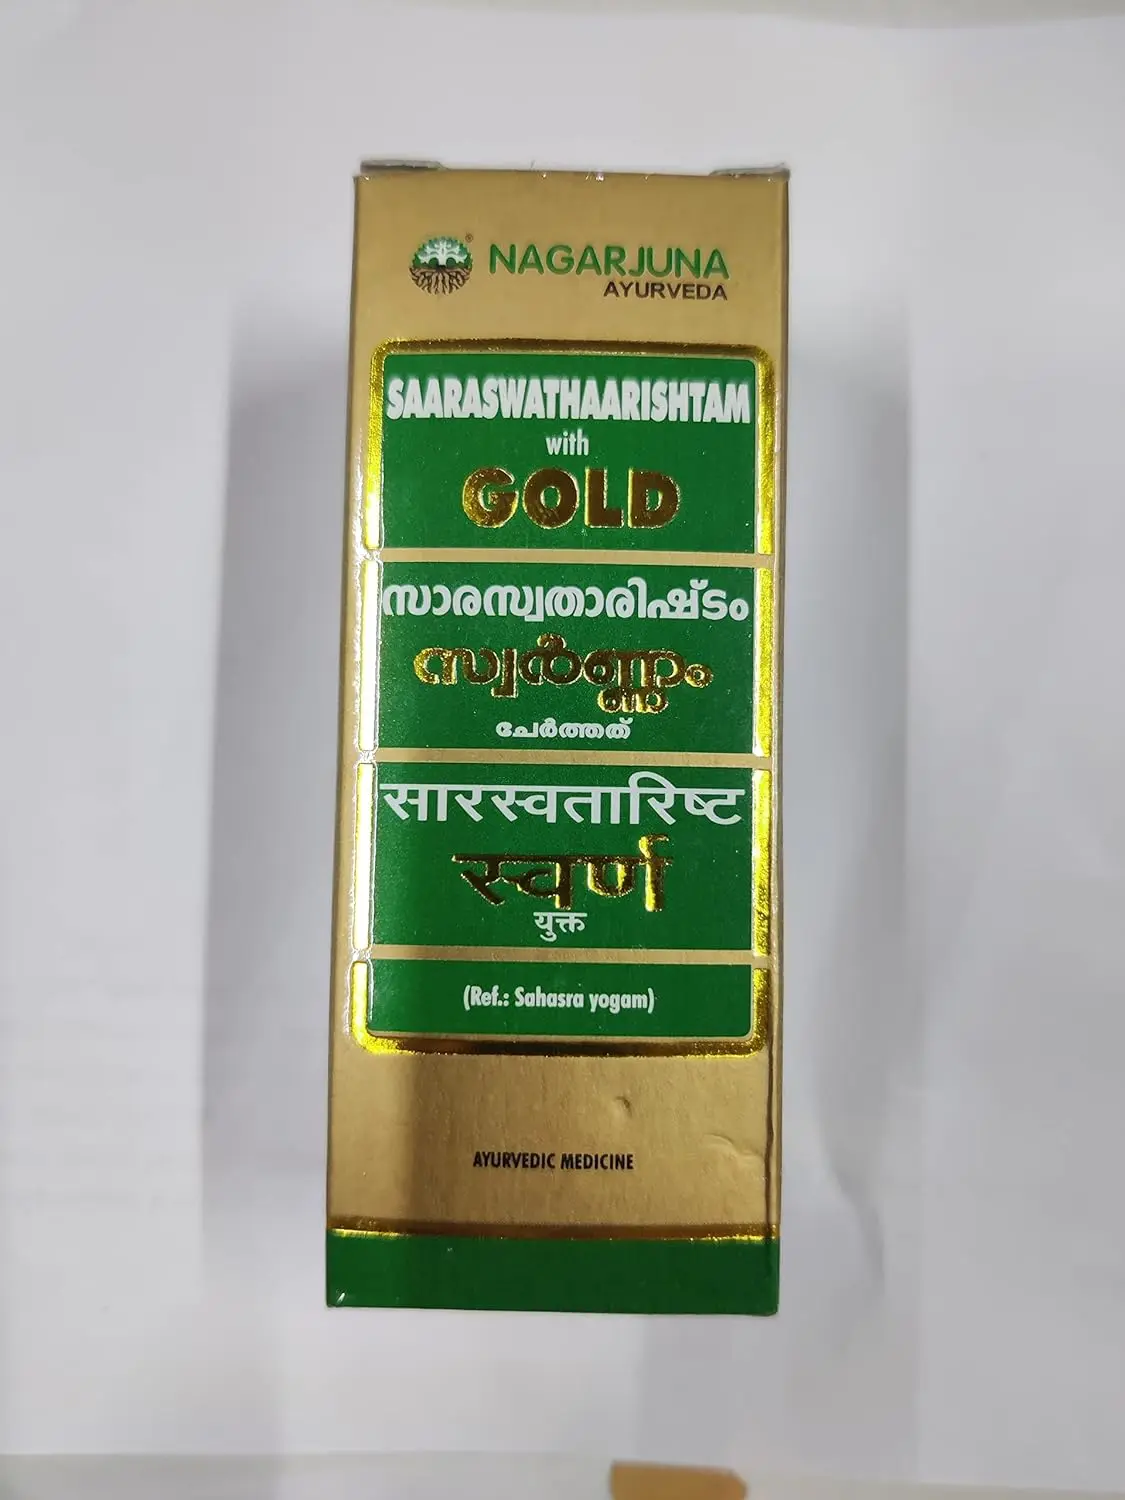 NAGARJUNA
AYURVEDA
SAARASWATHAARISHTAM
with
GOLD
സാരസ്വതാരിഷ്ടം
സ്വർണ്ണം
ചേർത്തത്
सारस्वतारिष्ट
स्वर्ण
युक्त
(Ref.: Sahasra yogam)
AYURVEDIC MEDICINE